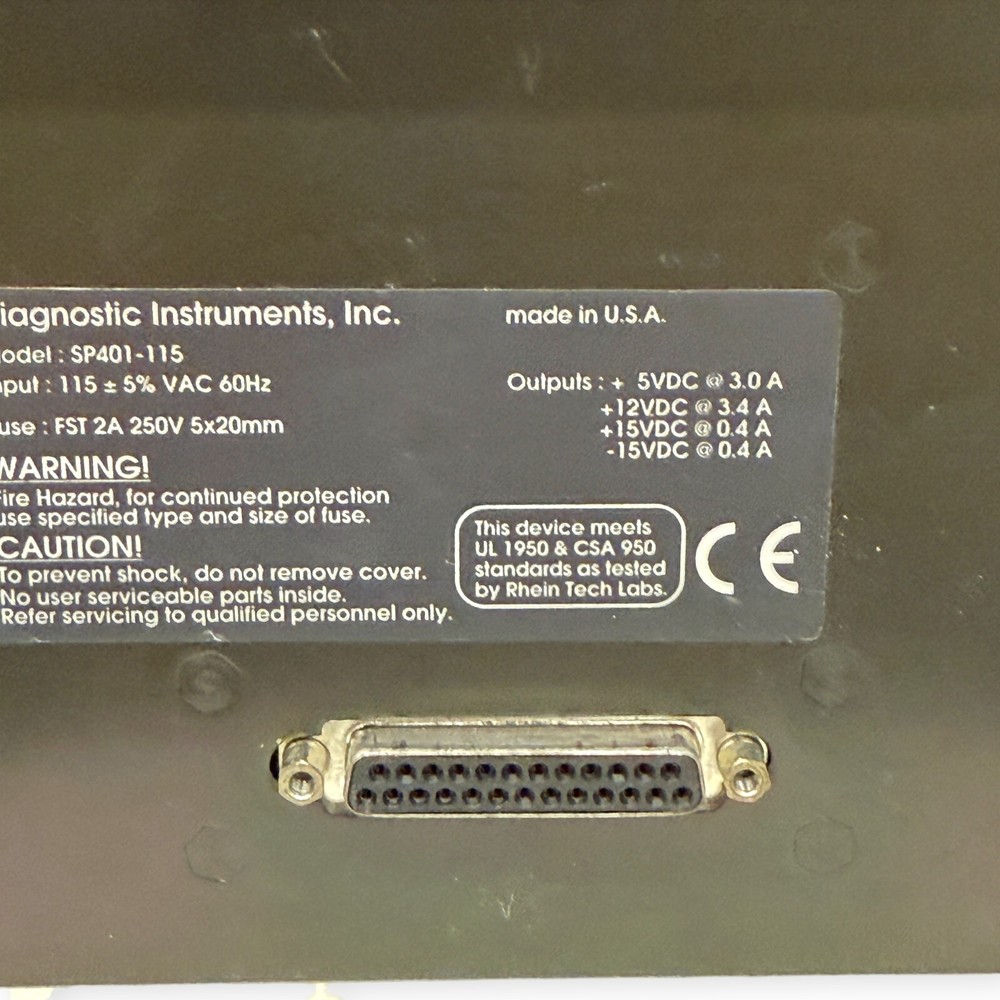 iagnostic Instruments, Inc.
made in U.S.A.
odel : SP401-115
put : 115 ± 5% VAC 60Hz
use : FST 2A 250V 5x20mm
Outputs : + 5VDC @ 3.0 A
+12VDC @ 3.4 A
+15VDC @ 0.4 A
-15VDC @ 0.4 A
WARNING!
Fire Hazard, for continued protection
use specified type and size of fuse.
CAUTION!
To prevent shock, do not remove cover.
No user serviceable parts inside.
Refer servicing to qualified personnel only.
This device meets
UL 1950 & CSA 950
standards as tested
by Rhein Tech Labs.
CE